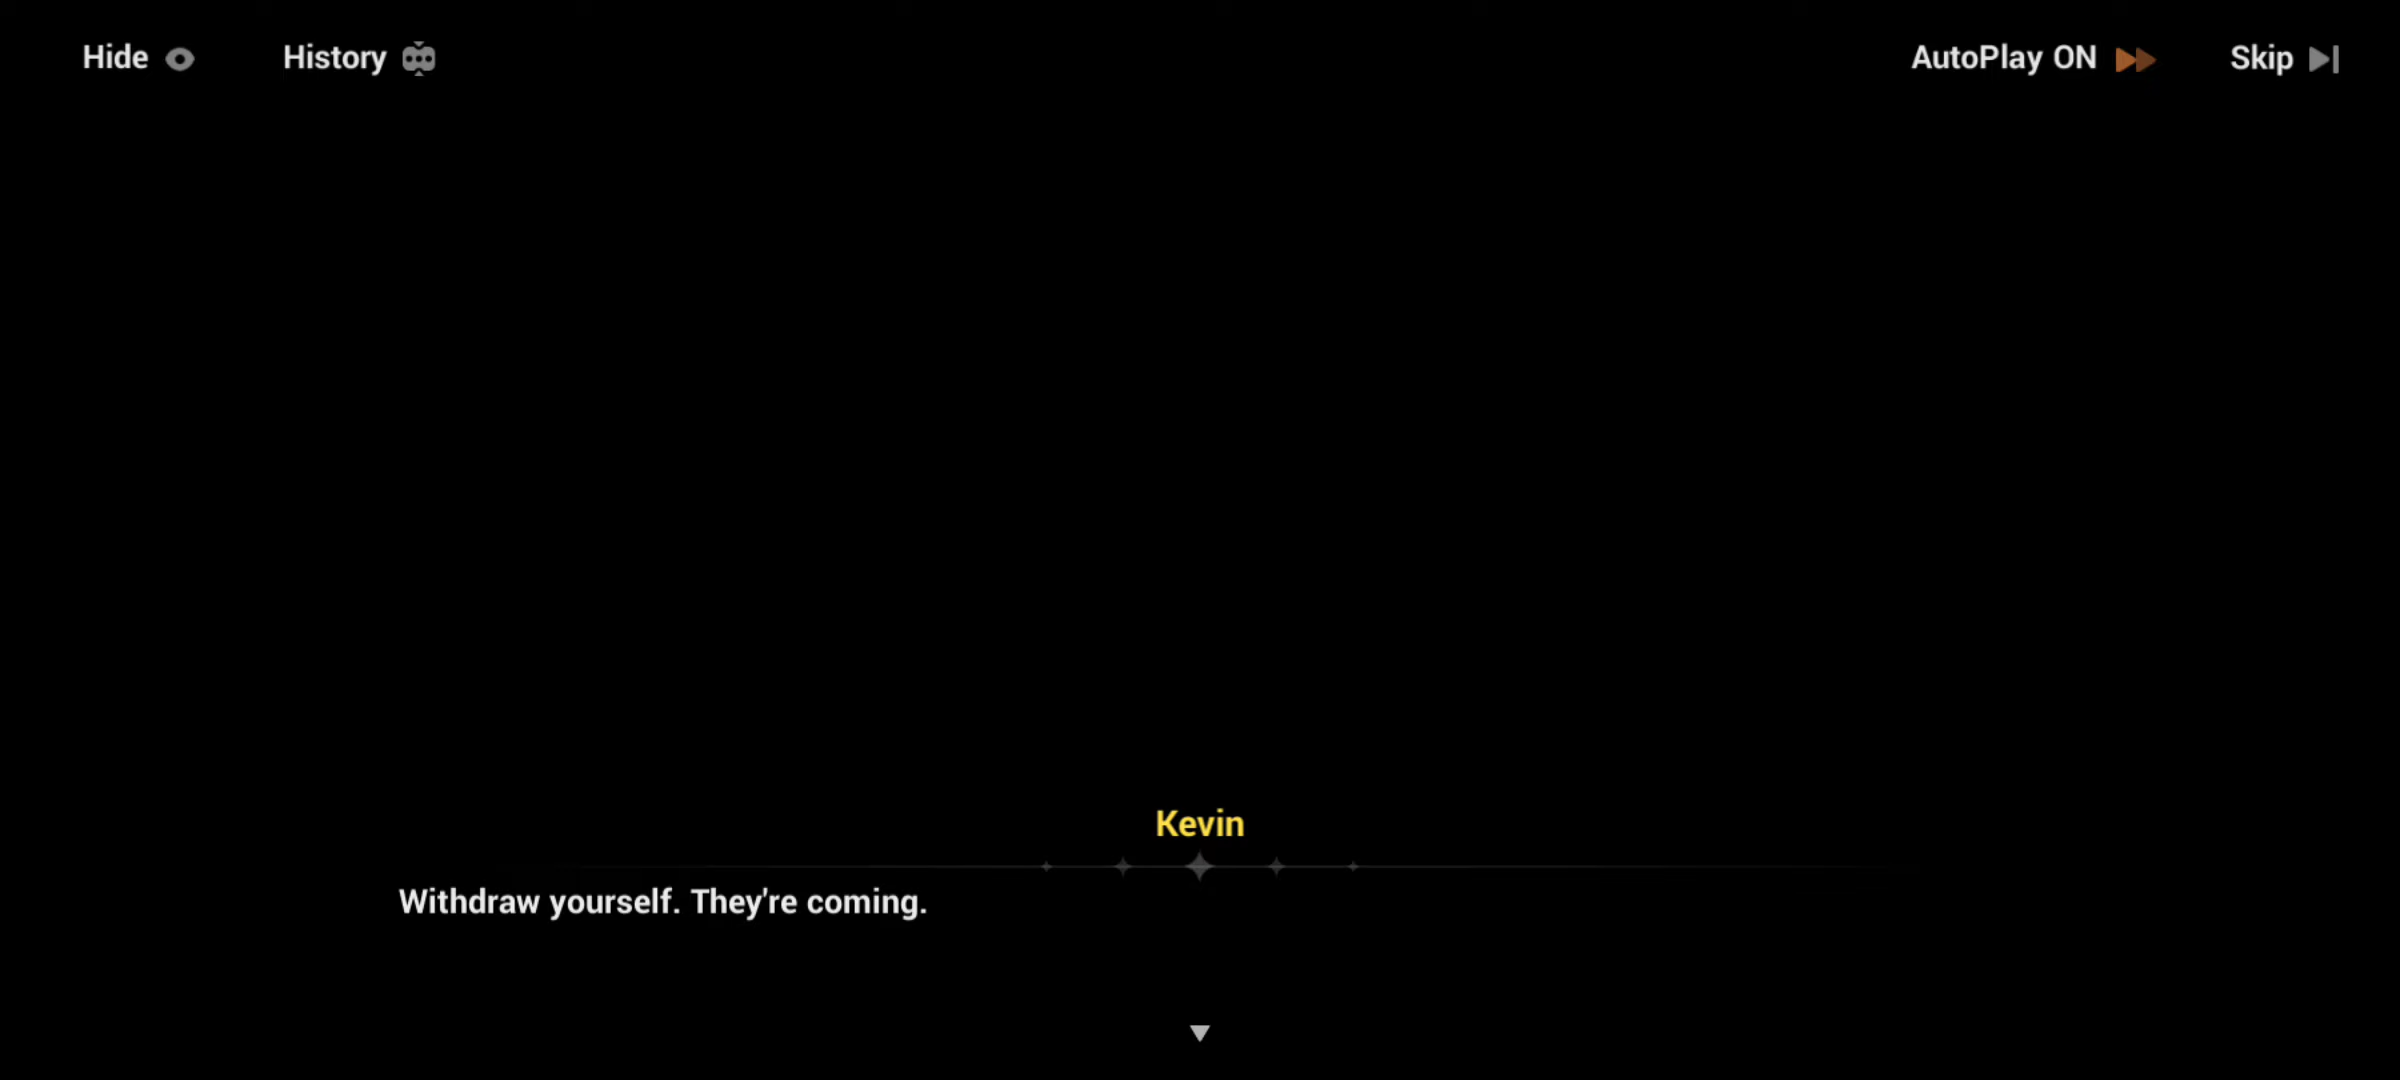 Hide
History
AutoPlay ON
Skip
Kevin
Withdraw yourself. They're coming.